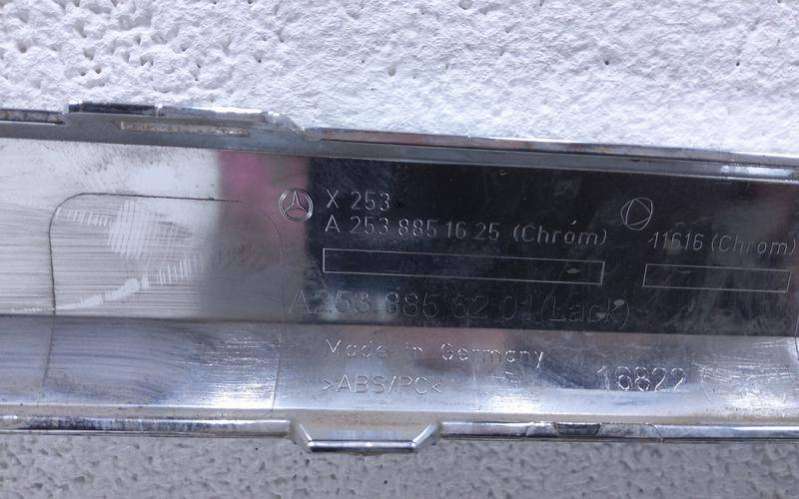 X 253
A 253 885 16 25 (Chrom)
11616 (Chrom)
A 253 885 62 01 (Lack)
Made in Germany
>ABS/PC<
16822